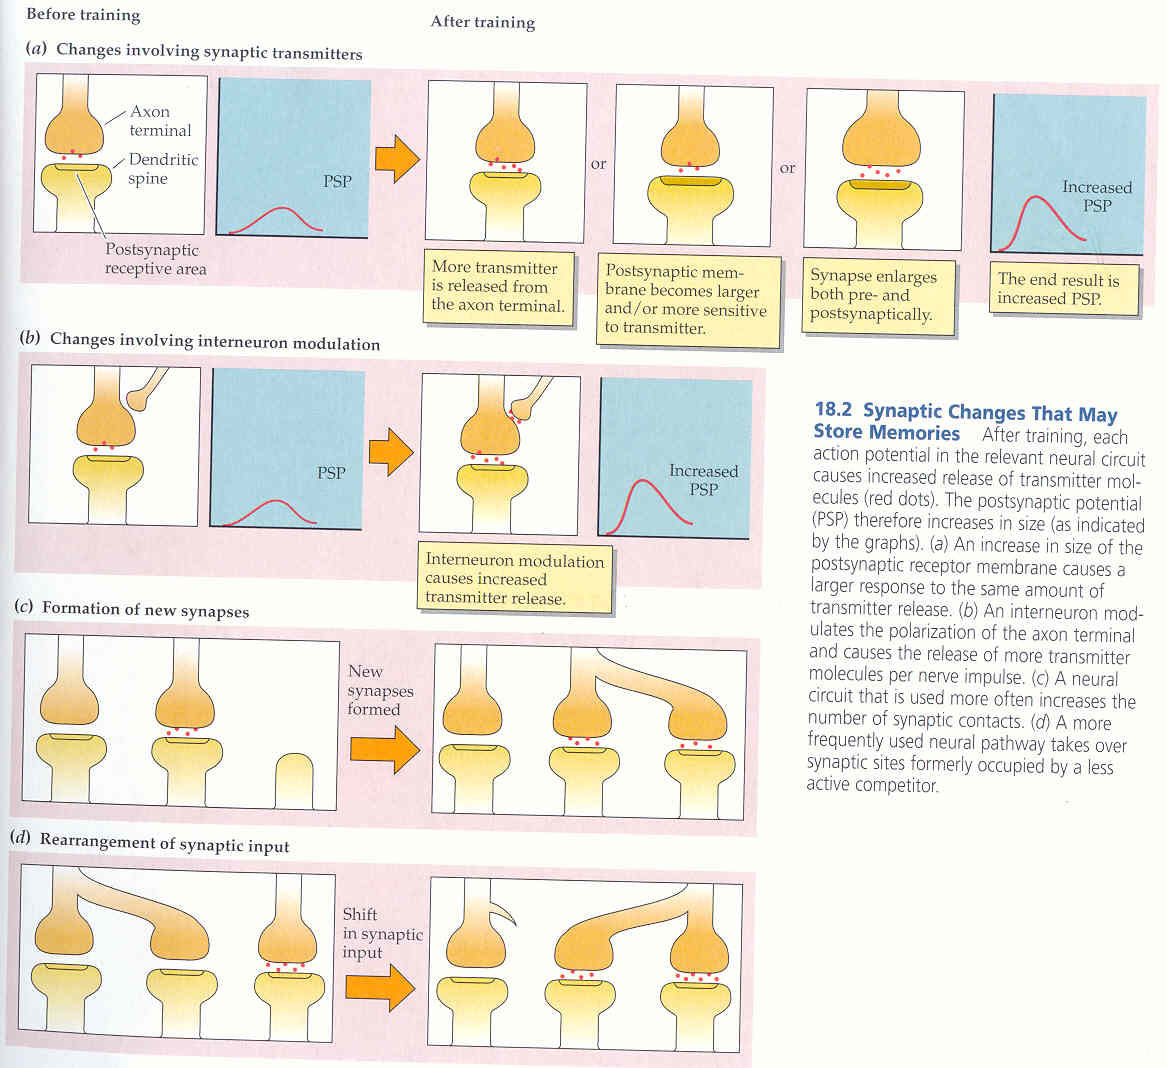 Before training
After training
(a) Changes involving synaptic transmitters
Axon
terminal
Dendritic
spine
Postsynaptic
receptive area
PSP
or
or
Increased
PSP
More transmitter
is released from
the axon terminal.
Postsynaptic mem-
brane becomes larger
and/or more sensitive
to transmitter.
Synapse enlarges
both pre- and
postsynaptically.
The end result is
increased PSP.
(b) Changes involving interneuron modulation
PSP
Increased
PSP
Interneuron modulation
causes increased
transmitter release.
(c) Formation of new synapses
New
synapses
formed
(d) Rearrangement of synaptic input
Shift
in synaptic
input
18.2 Synaptic Changes That May
Store Memories After training, each
action potential in the relevant neural circuit
causes increased release of transmitter mol-
ecules (red dots). The postsynaptic potential
(PSP) therefore increases in size (as indicated
by the graphs). (a) An increase in size of the
postsynaptic receptor membrane causes a
larger response to the same amount of
transmitter release. (b) An interneuron mod-
ulates the polarization of the axon terminal
and causes the release of more transmitter
molecules per nerve impulse. (c) A neural
circuit that is used more often increases the
number of synaptic contacts. (d) A more
frequently used neural pathway takes over
synaptic sites formerly occupied by a less
active competitor.